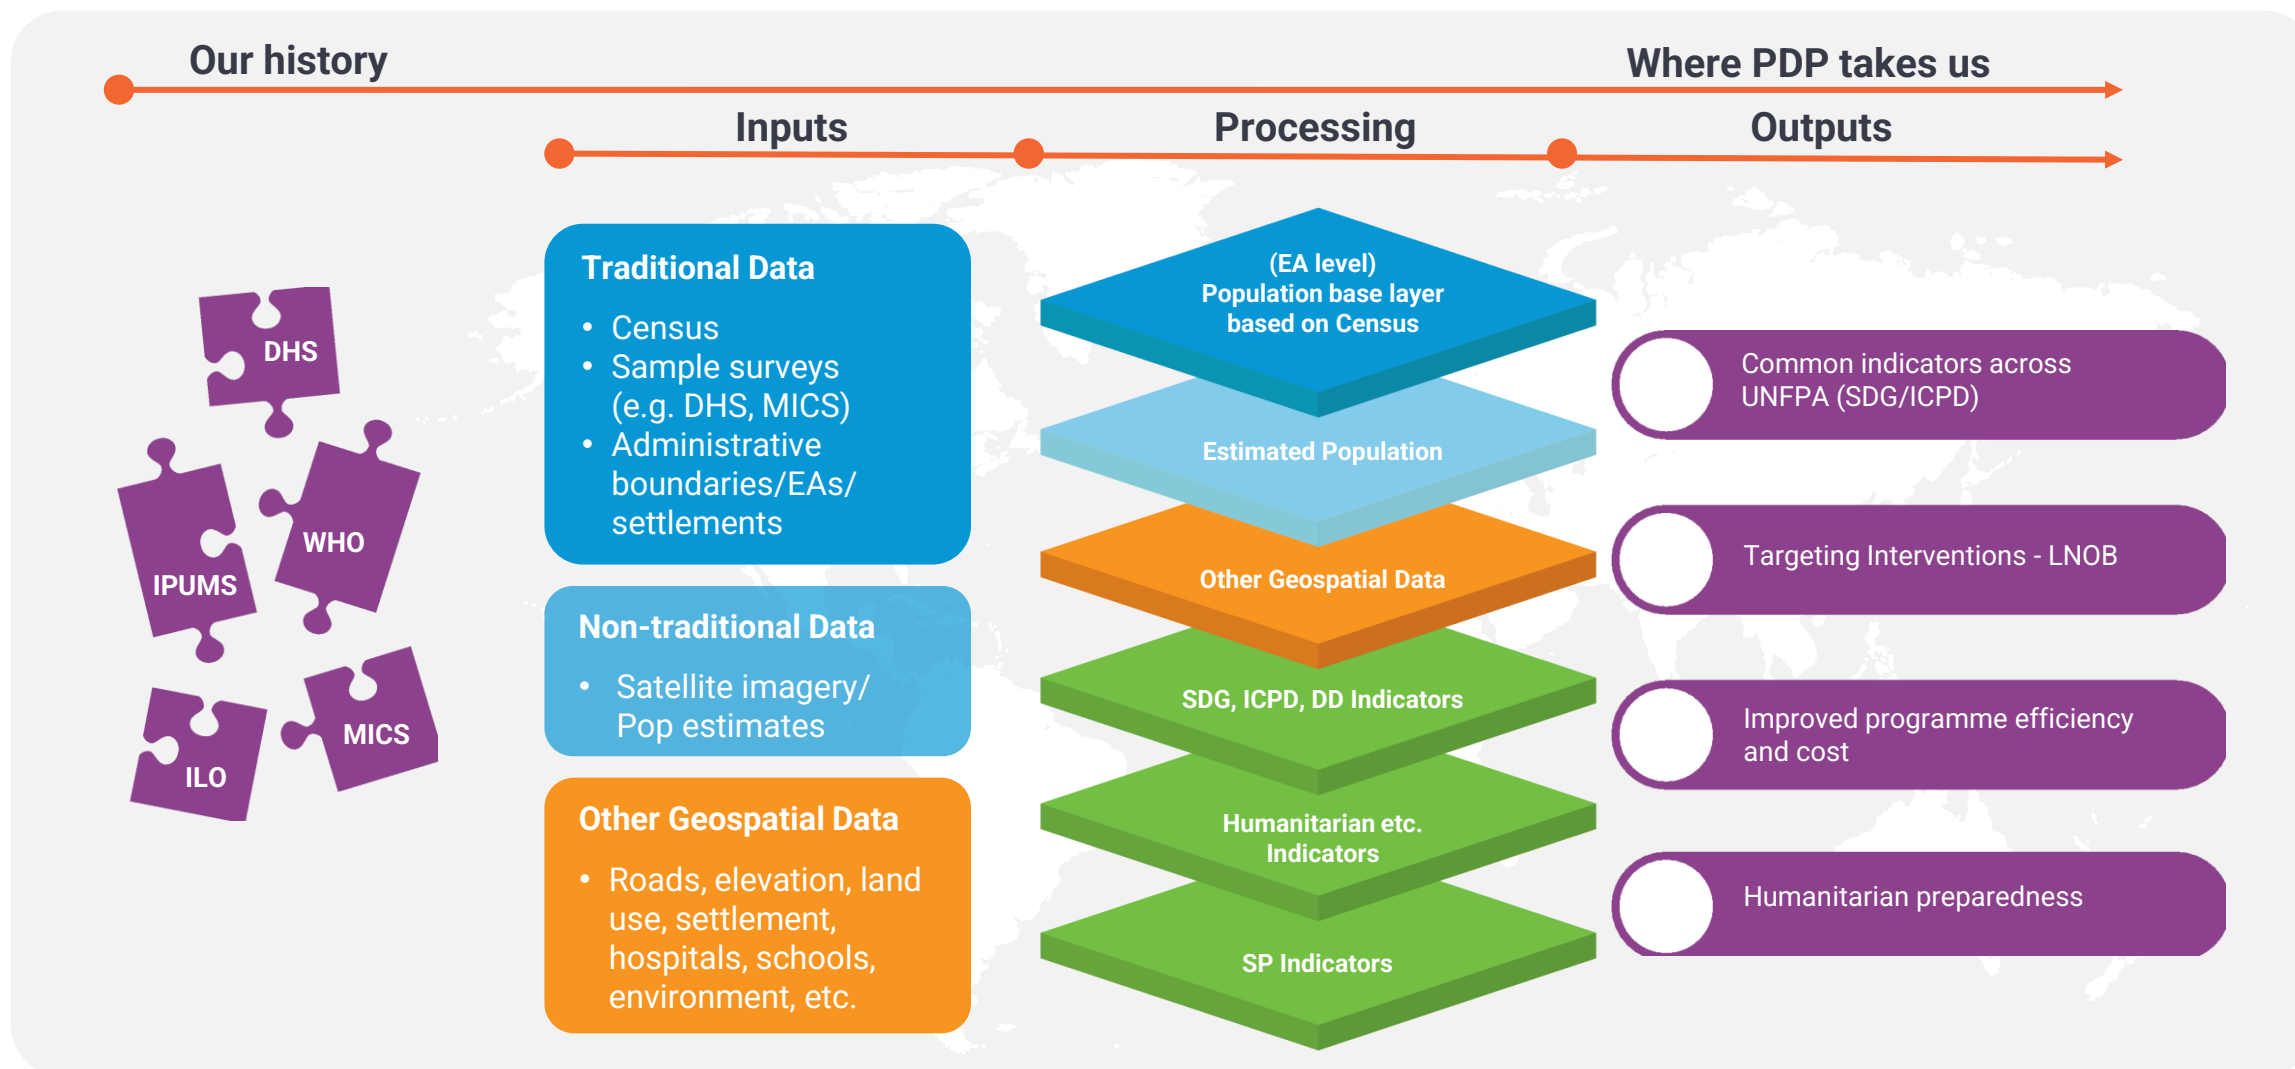 Our history
Where PDP takes us
Inputs
Processing
Outputs
DHS
IPUMS
WHO
ILO
MICS
Traditional Data
• Census
• Sample surveys
(e.g. DHS, MICS)
• Administrative
boundaries/EAs/
settlements
Non-traditional Data
• Satellite imagery/
Pop estimates
Other Geospatial Data
• Roads, elevation, land
use, settlement,
hospitals, schools,
environment, etc.
(EA level)
Population base layer
based on Census
Estimated Population
Other Geospatial Data
SDG, ICPD, DD Indicators
Humanitarian etc.
Indicators
SP Indicators
Common indicators across
UNFPA (SDG/ICPD)
Targeting Interventions - LNOB
Improved programme efficiency
and cost
Humanitarian preparedness